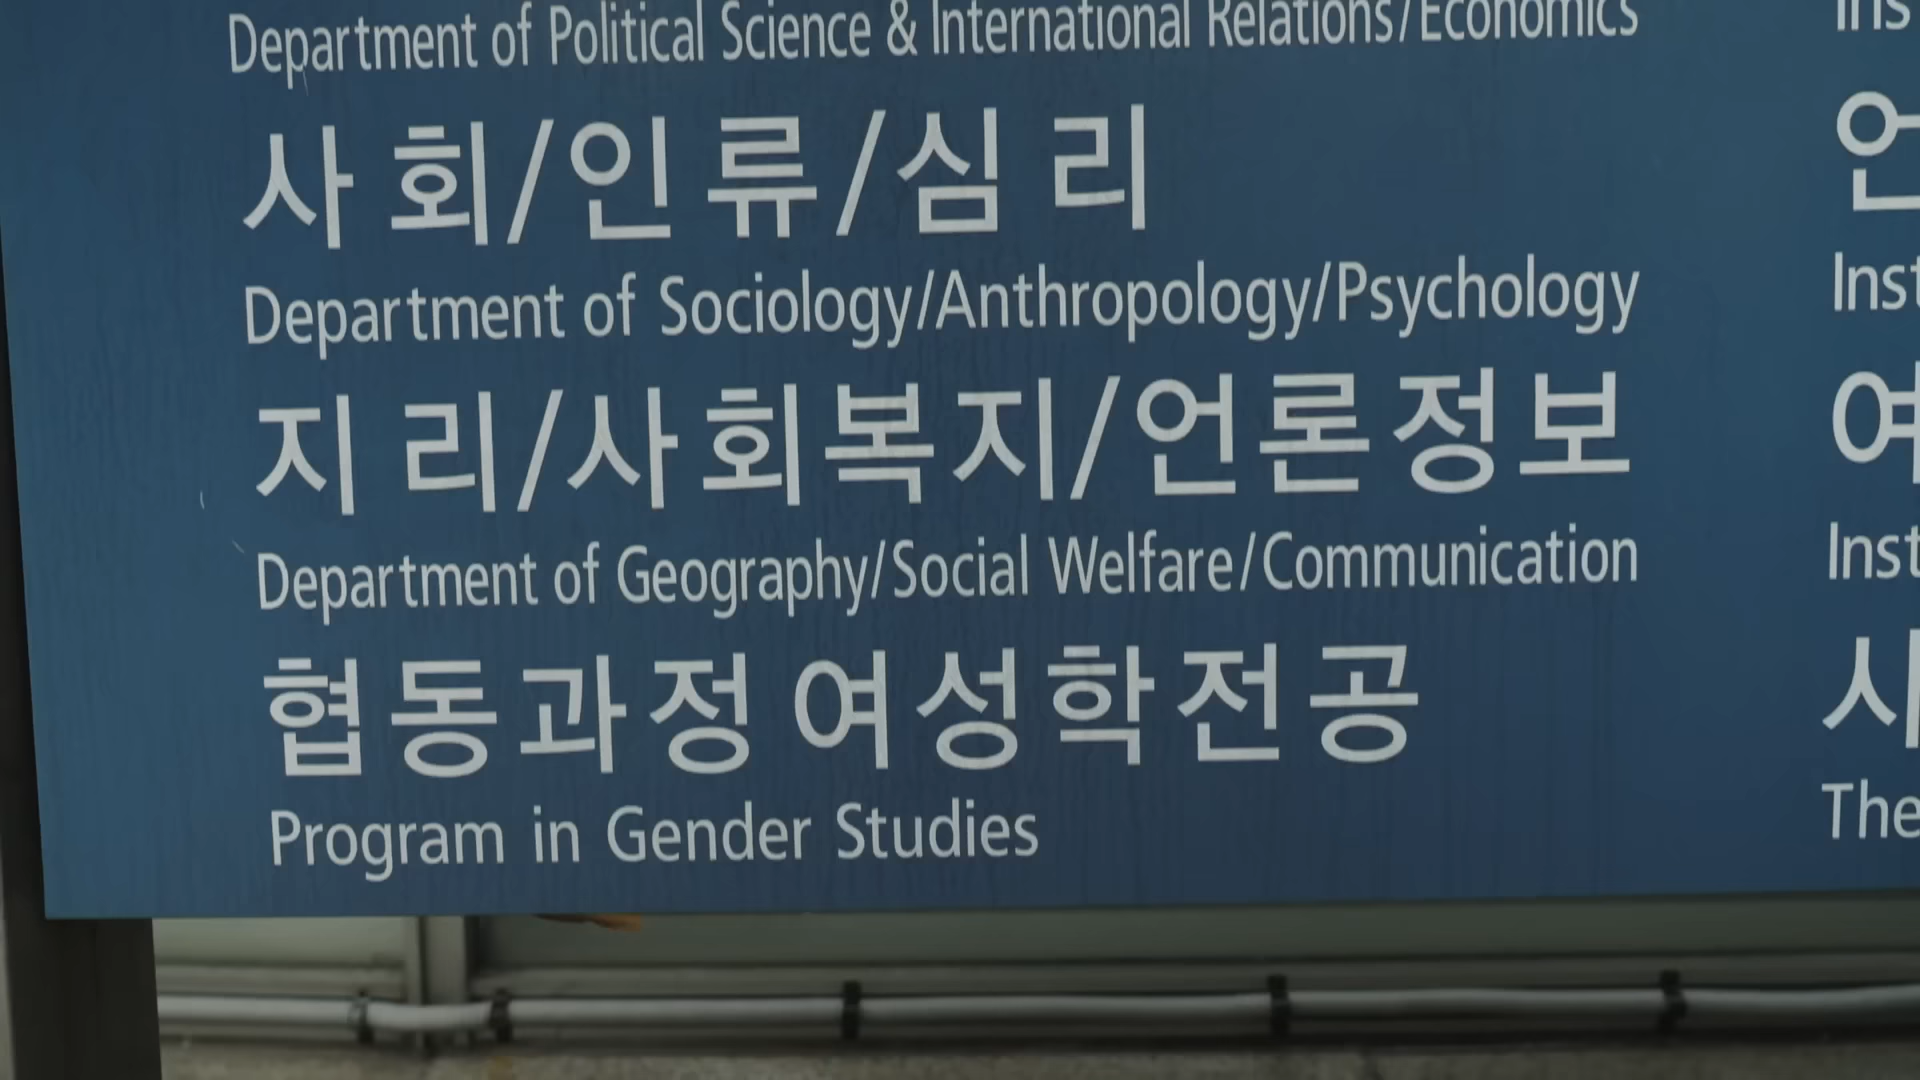 Department of Political Science & International Relations/Economics
사 회/인 류/심 리
Department of Sociology/Anthropology/Psychology
지 리/사회복지/언론정보
Department of Geography/Social Welfare/Communication
협동과정 여성학전공
Program in Gender Studies
The